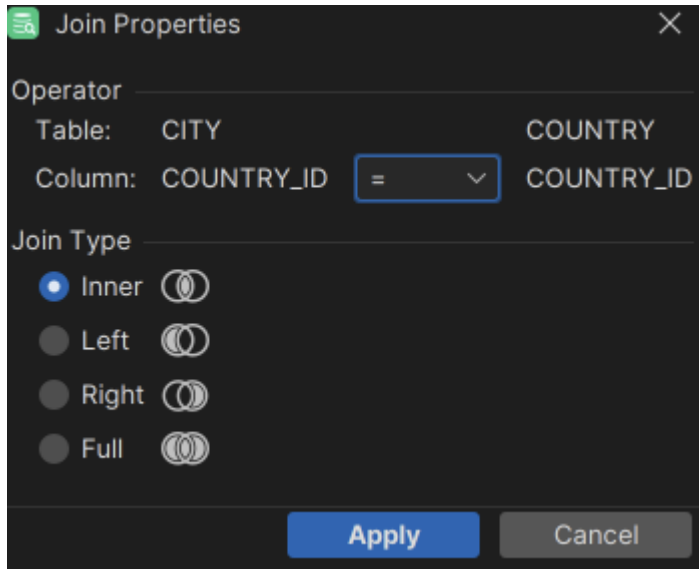 Join Properties
Operator
Table: CITY COUNTRY
Column: COUNTRY_ID = COUNTRY_ID
Join Type
Inner
Left
Right
Full
Apply Cancel